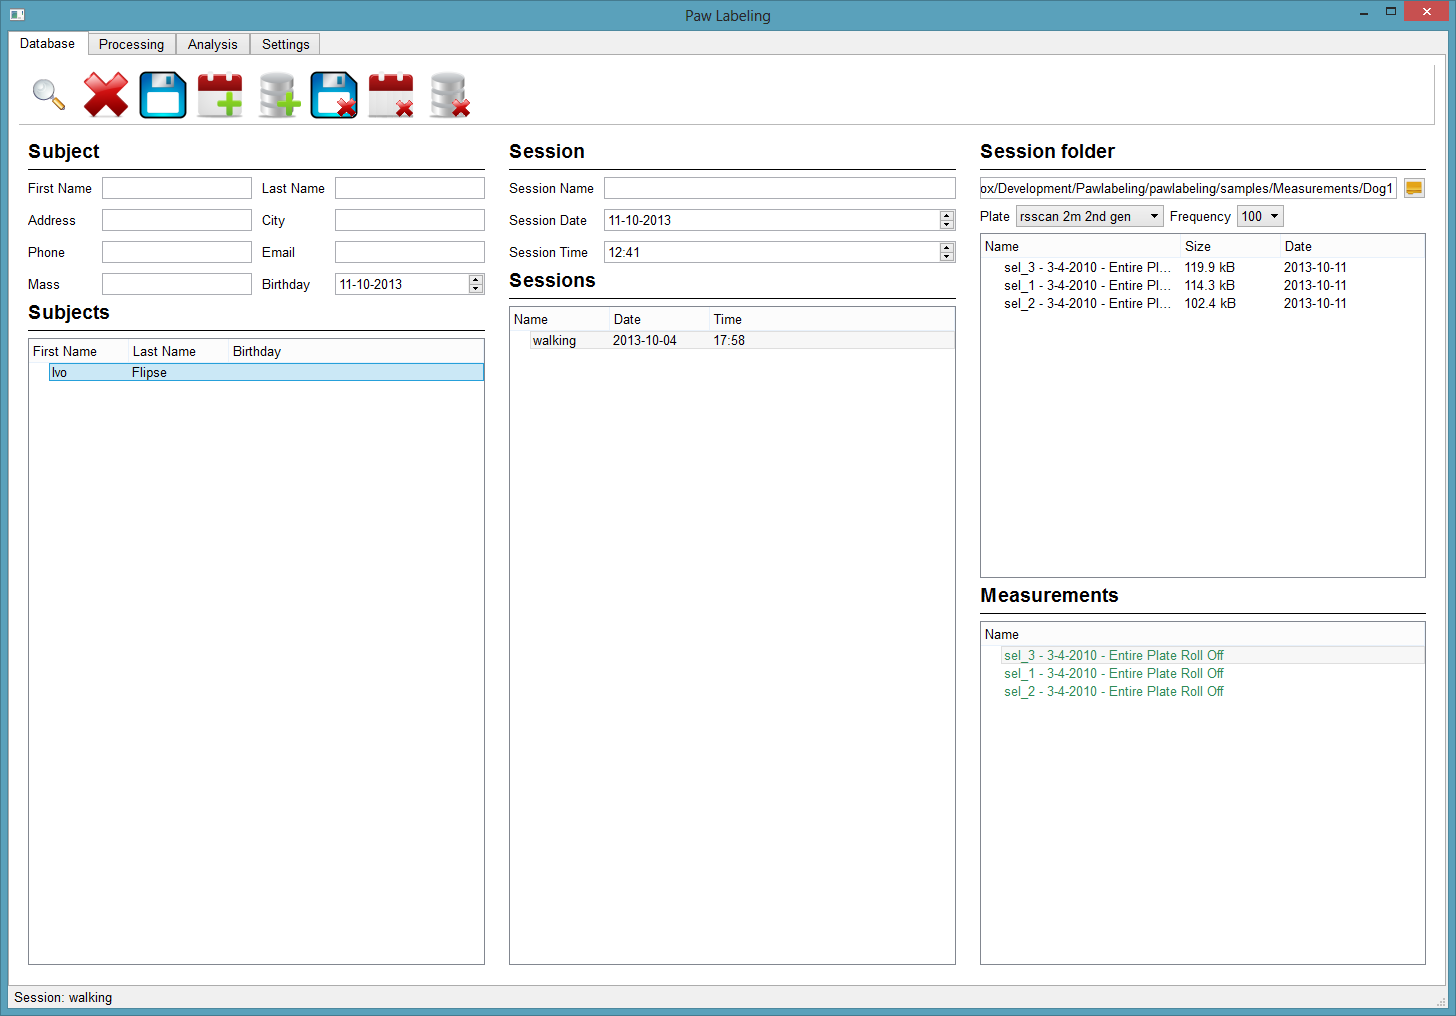 Paw Labeling
Database Processing Analysis Settings
Subject
First Name Last Name
Address City
Phone Email
Mass Birthday 11-10-2013
Subjects
First Name Last Name Birthday
Ivo Flipse
Session
Session Name
Session Date 11-10-2013
Session Time 12:41
Sessions
Name Date Time
walking 2013-10-04 17:58
Session folder
ox/Development/Pawlabeling/pawlabeling/samples/Measurements/Dog1
Plate rsscan 2m 2nd gen Frequency 100
Name Size Date
sel_3 - 3-4-2010 - Entire Pl... 119.9 kB 2013-10-11
sel_1 - 3-4-2010 - Entire Pl... 114.3 kB 2013-10-11
sel_2 - 3-4-2010 - Entire Pl... 102.4 kB 2013-10-11
Measurements
Name
sel_3 - 3-4-2010 - Entire Plate Roll Off
sel_1 - 3-4-2010 - Entire Plate Roll Off
sel_2 - 3-4-2010 - Entire Plate Roll Off
Session: walking